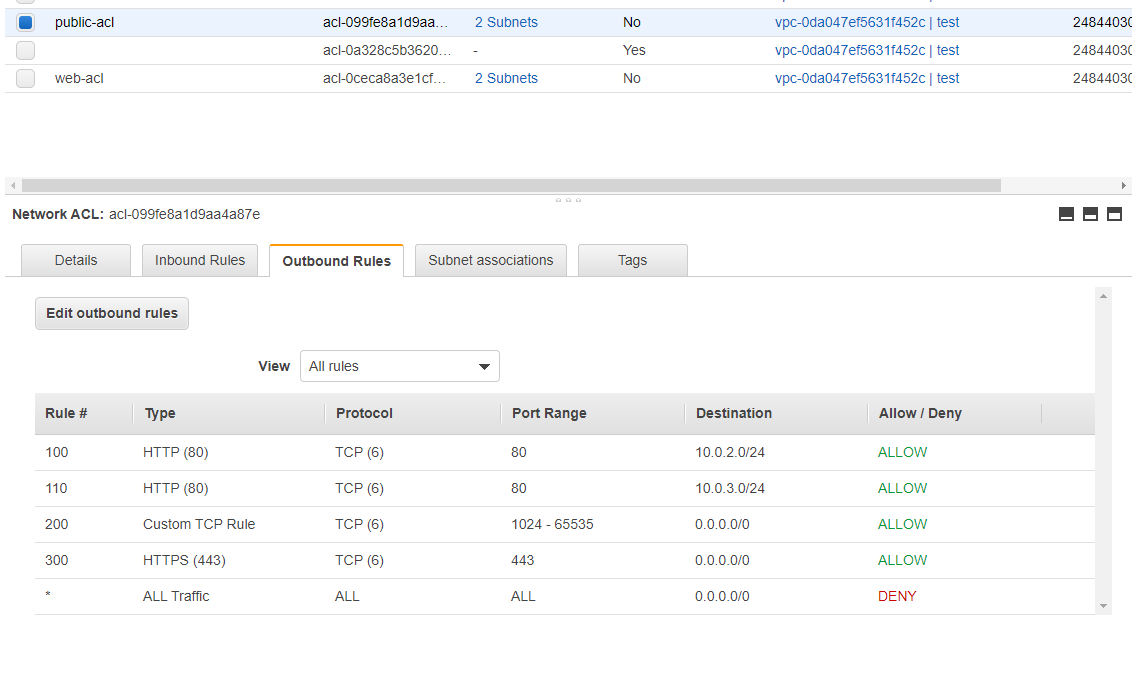 public-acl acl-099fe8a1d9aa... 2 Subnets No vpc-0da047ef5631f452c | test 24844030
acl-0a328c5b3620... - Yes vpc-0da047ef5631f452c | test 24844030
web-acl acl-0ceca8a3e1cf... 2 Subnets No vpc-0da047ef5631f452c | test 24844030
Network ACL: acl-099fe8a1d9aa4a87e
Details Inbound Rules Outbound Rules Subnet associations Tags
Edit outbound rules
View All rules
Rule # Type Protocol Port Range Destination Allow / Deny
100 HTTP (80) TCP (6) 80 10.0.2.0/24 ALLOW
110 HTTP (80) TCP (6) 80 10.0.3.0/24 ALLOW
200 Custom TCP Rule TCP (6) 1024 - 65535 0.0.0.0/0 ALLOW
300 HTTPS (443) TCP (6) 443 0.0.0.0/0 ALLOW
* ALL Traffic ALL ALL 0.0.0.0/0 DENY